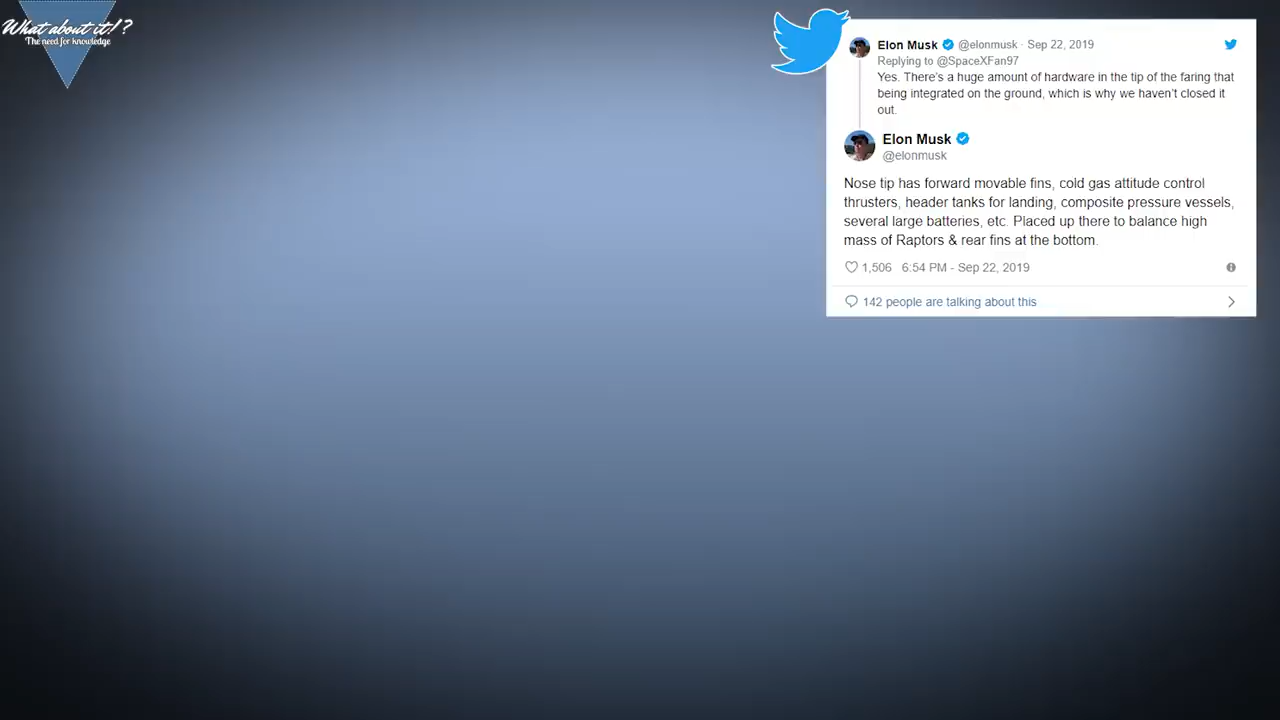 What about it!?
The need for knowledge
Elon Musk @elonmusk · Sep 22, 2019
Replying to @SpaceXFan97
Yes. There's a huge amount of hardware in the tip of the faring that
being integrated on the ground, which is why we haven't closed it
out.
Elon Musk
@elonmusk
Nose tip has forward movable fins, cold gas attitude control
thrusters, header tanks for landing, composite pressure vessels,
several large batteries, etc. Placed up there to balance high
mass of Raptors & rear fins at the bottom.
1,506 6:54 PM - Sep 22, 2019
142 people are talking about this